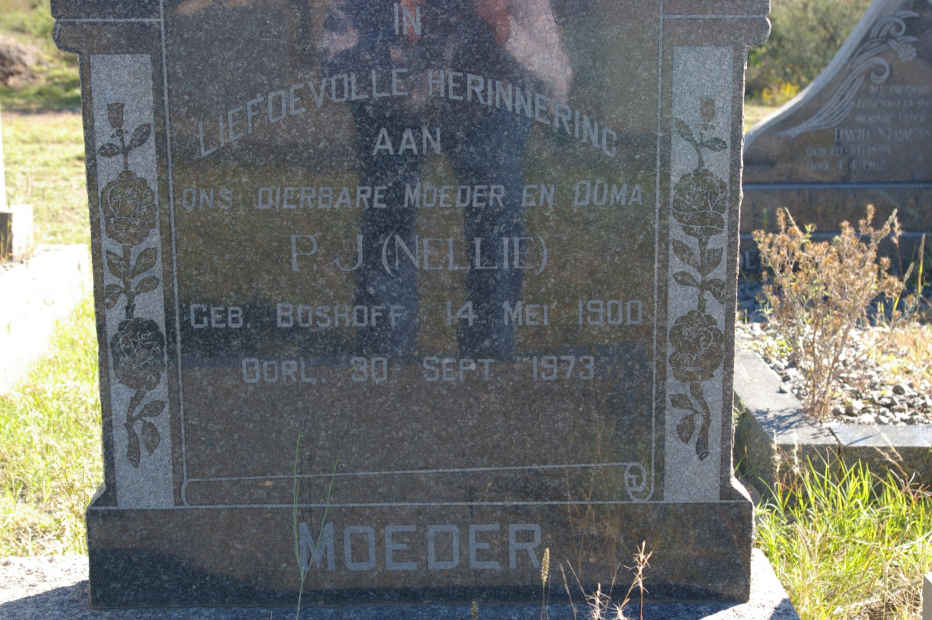 IN
LIEFDEVOLLE HERINNERING
AAN
ONS DIERBARE MOEDER EN OUMA
P. J. (NELLIE)
GEB. BOSHOFF 14 MEI 1900
OORL. 30 SEPT. 1973
MOEDER